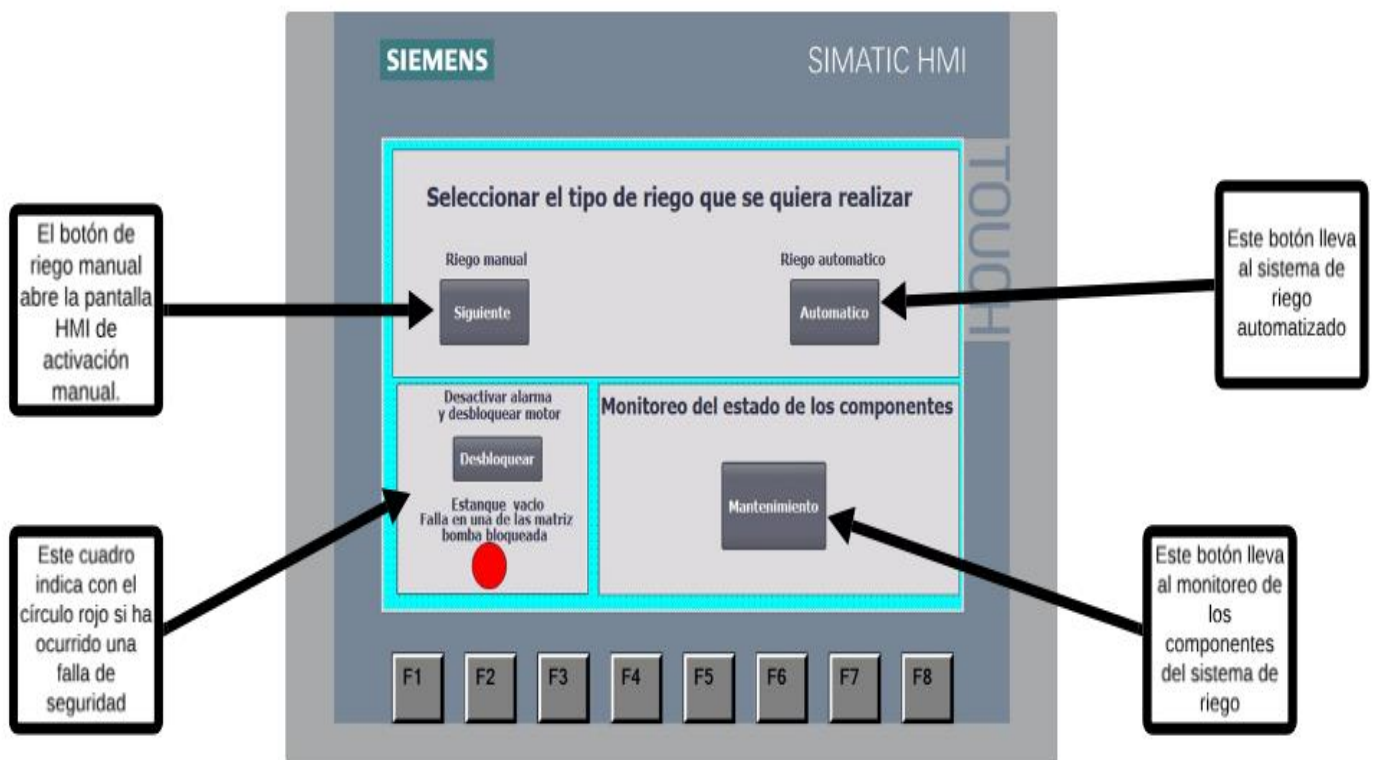 SIEMENS
SIMATIC HMI
TOUCH
Seleccionar el tipo de riego que se quiera realizar
Riego manual
Siguiente
Riego automatico
Automatico
Desactivar alarma
y desbloquear motor
Desbloquear
Estanque vacio
Falla en una de las matriz
bomba bloqueada
Monitoreo del estado de los componentes
Mantenimiento
F1 F2 F3 F4 F5 F6 F7 F8
El botón de
riego manual
abre la pantalla
HMI de
activación
manual.
Este cuadro
indica con el
círculo rojo si ha
ocurrido una
falla de
seguridad
Este botón lleva
al sistema de
riego
automatizado
Este botón lleva
al monitoreo de
los
componentes
del sistema de
riego